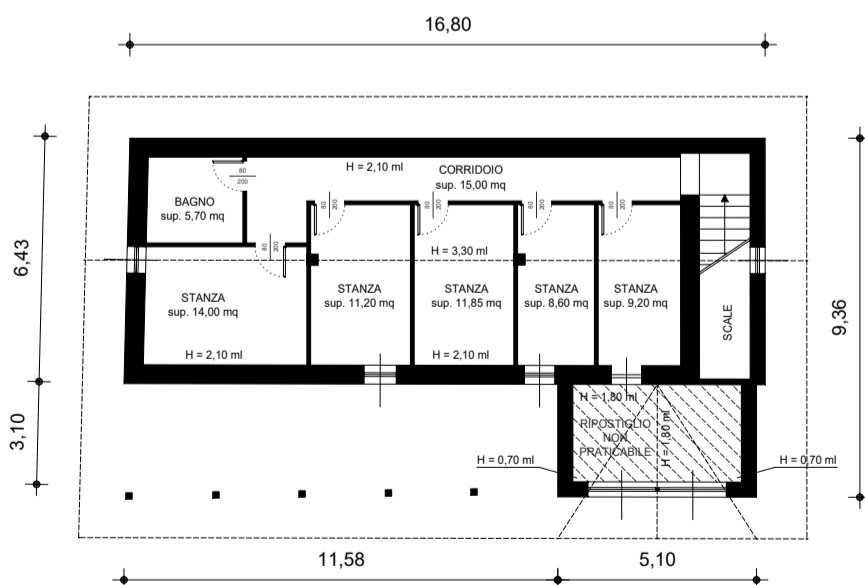 16,80
H = 2,10 ml
CORRIDOIO
sup. 15,00 mq
80
200
80
200
BAGNO
sup. 5,70 mq
80
200
80
200
80
200
80
200
6,43
80
200
H = 3,30 ml
STANZA
sup. 14,00 mq
STANZA
sup. 11,20 mq
STANZA
sup. 11,85 mq
STANZA
sup. 8,60 mq
STANZA
sup. 9,20 mq
SCALE
9,36
H = 2,10 ml
H = 2,10 ml
3,10
H = 1,80 ml
RIPOSTIGLIO
NON
PRATICABILE
H = 1,80 ml
H = 0,70 ml
H = 0,70 ml
11,58
5,10